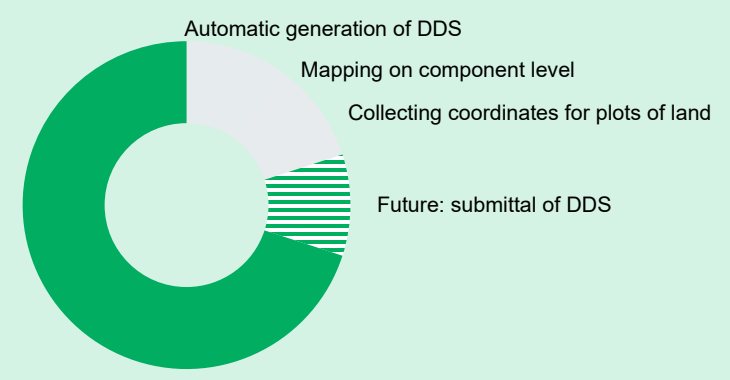 Automatic generation of DDS
Mapping on component level
Collecting coordinates for plots of land
Future: submittal of DDS